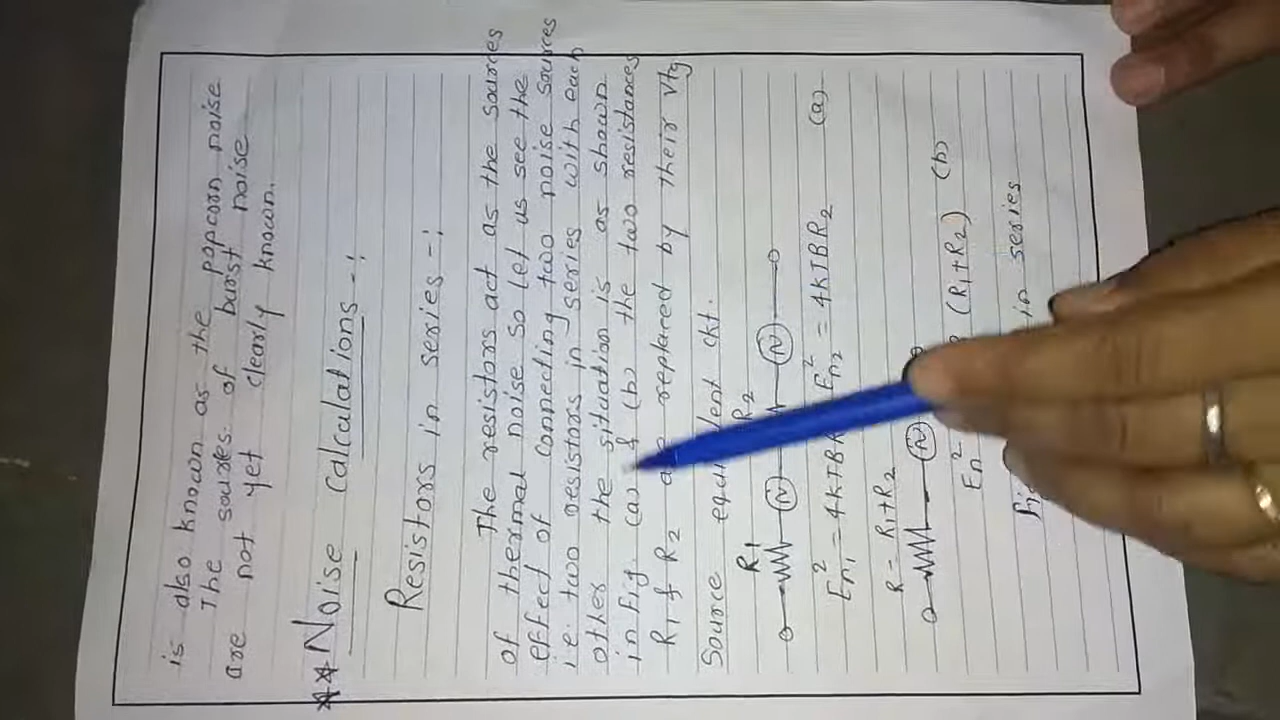 is also known as the popcorn noise
The sources of burst noise
are not yet clearly known.
** Noise calculations -:
Resistors in series -:
The resistors act as the sources
of thermal noise so let us see the
effect of connecting two noise sources
i.e. two resistors in series with each
other the situation is as shown
in fig (a) & (b) the two resistances
R1 & R2 replaced by their vtg
Source ckt.
R1 R2
En1² = 4KTBR En2² = 4KTBR2 (a)
R = R1+R2
En² (R1+R2) (b)
in series